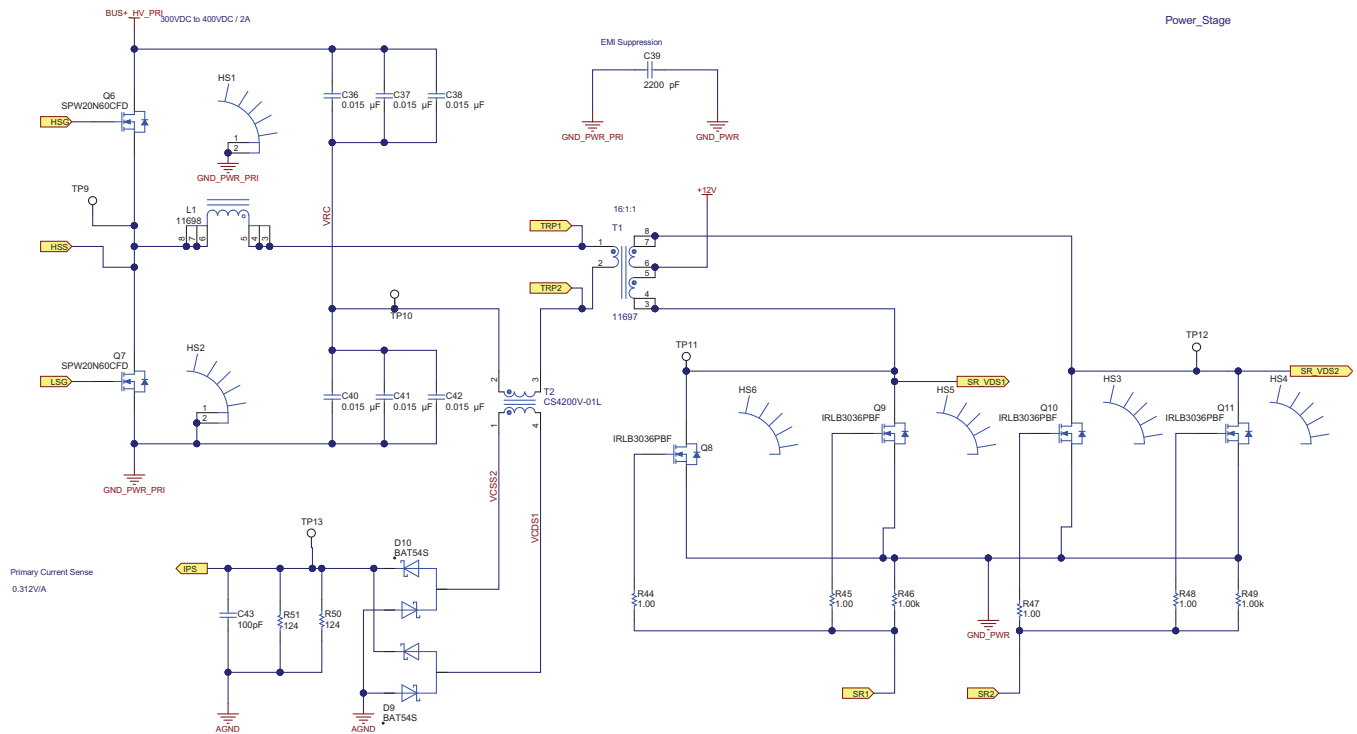 BUS+_HV_PRI
300VDC to 400VDC / 2A
Power_Stage
EMI Suppression
C39
2200 pF
GND_PWR_PRI
GND_PWR
Q6
SPW20N60CFD
HSG
HS1
1
2
GND_PWR_PRI
C36
0.015 µF
C37
0.015 µF
C38
0.015 µF
TP9
HSS
L1
11698
8
7
6
5
4
3
VRC
TRP1
TRP2
+12V
16:1:1
T1
1
2
8
7
6
5
4
3
11697
TP10
Q7
SPW20N60CFD
LSG
HS2
1
2
GND_PWR_PRI
C40
0.015 µF
C41
0.015 µF
C42
0.015 µF
2
3
T2
CS4200V-01L
1
4
VCSS2
VCDS1
TP11
IRLB3036PBF
Q8
HS6
Q9
IRLB3036PBF
SR_VDS1
HS5
Q10
IRLB3036PBF
HS3
TP12
Q11
IRLB3036PBF
HS4
SR_VDS2
TP13
IPS
Primary Current Sense
0.312V/A
C43
100pF
R51
124
R50
124
AGND
D10
BAT54S
D9
BAT54S
AGND
R44
1.00
R45
1.00
R46
1.00k
GND_PWR
R47
1.00
R48
1.00
R49
1.00k
SR1
SR2